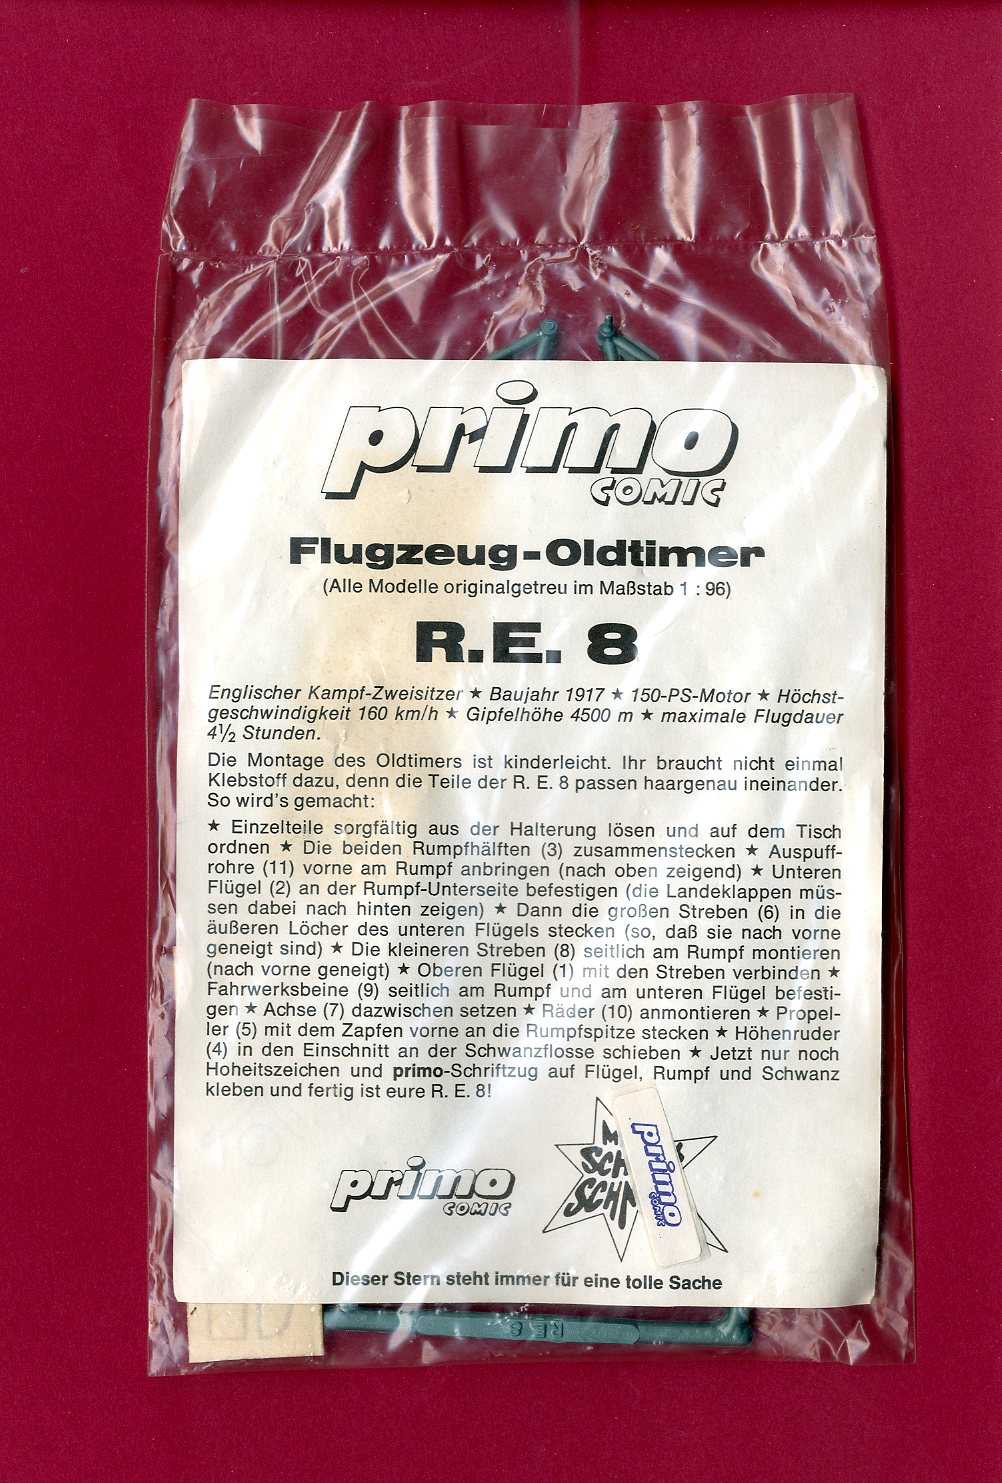 primo
COMIC
Flugzeug-Oldtimer
(Alle Modelle originalgetreu im Maßstab 1 : 96)
R.E. 8
Englischer Kampf-Zweisitzer ★ Baujahr 1917 ★ 150-PS-Motor ★ Höchst-
geschwindigkeit 160 km/h ★ Gipfelhöhe 4500 m ★ maximale Flugdauer
4½ Stunden.
Die Montage des Oldtimers ist kinderleicht. Ihr braucht nicht einmal
Klebstoff dazu, denn die Teile der R. E. 8 passen haargenau ineinander.
So wird's gemacht:
★ Einzelteile sorgfältig aus der Halterung lösen und auf dem Tisch
ordnen ★ Die beiden Rumpfhälften (3) zusammenstecken ★ Auspuff-
rohre (11) vorne am Rumpf anbringen (nach oben zeigend) ★ Unteren
Flügel (2) an der Rumpf-Unterseite befestigen (die Landeklappen müs-
sen dabei nach hinten zeigen) ★ Dann die großen Streben (6) in die
äußeren Löcher des unteren Flügels stecken (so, daß sie nach vorne
geneigt sind) ★ Die kleineren Streben (8) seitlich am Rumpf montieren
(nach vorne geneigt) ★ Oberen Flügel (1) mit den Streben verbinden ★
Fahrwerksbeine (9) seitlich am Rumpf und am unteren Flügel befesti-
gen ★ Achse (7) dazwischen setzen ★ Räder (10) anmontieren ★ Propel-
ler (5) mit dem Zapfen vorne an die Rumpfspitze stecken ★ Höhenruder
(4) in den Einschnitt an der Schwanzflosse schieben ★ Jetzt nur noch
Hoheitszeichen und primo-Schriftzug auf Flügel, Rumpf und Schwanz
kleben und fertig ist eure R. E. 8!
primo
COMIC
primo
COMIC
Dieser Stern steht immer für eine tolle Sache
RE 8